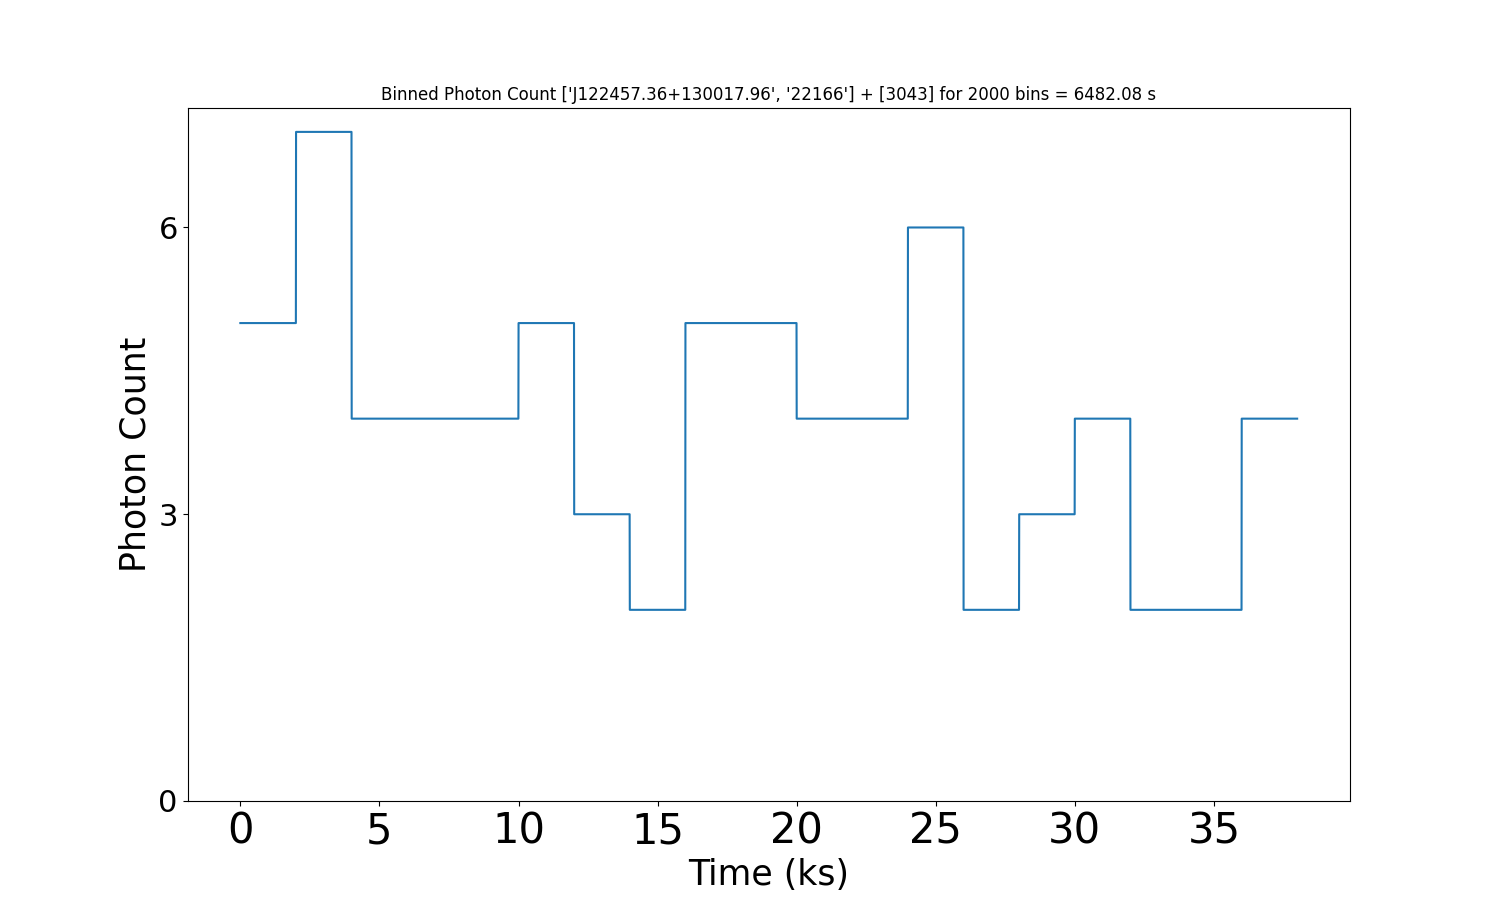 Binned Photon Count ['J122457.36+130017.96', '22166'] + [3043] for 2000 bins = 6482.08 s
Photon Count
6
3
0
0 5 10 15 20 25 30 35
Time (ks)